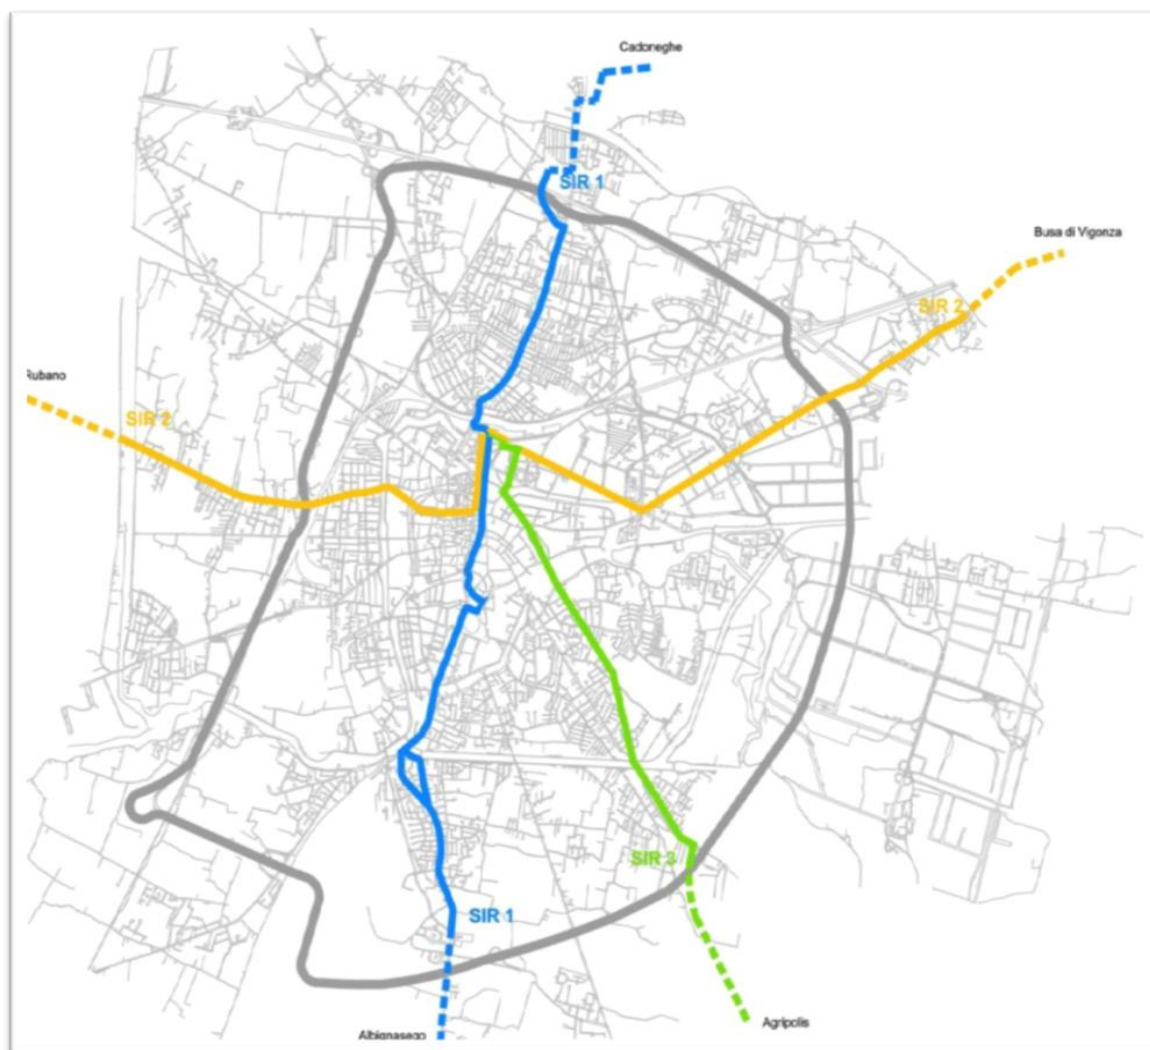 Cadoneghe
SIR 1
Busa di Vigonza
SIR 2
Rubano
SIR 2
SIR 3
SIR 1
Agripolis
Albignasego